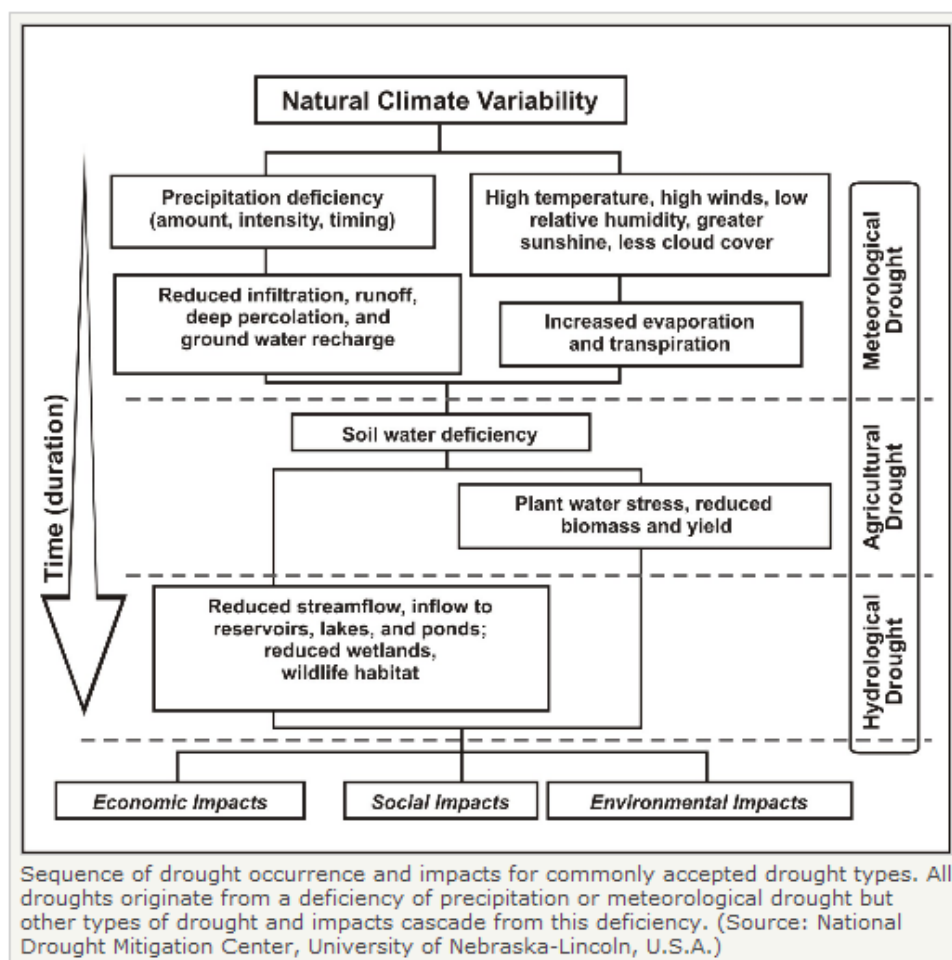 Natural Climate Variability
Precipitation deficiency
(amount, intensity, timing)
High temperature, high winds, low
relative humidity, greater
sunshine, less cloud cover
Reduced infiltration, runoff,
deep percolation, and
ground water recharge
Increased evaporation
and transpiration
Meteorological
Drought
Time (duration)
Soil water deficiency
Plant water stress, reduced
biomass and yield
Agricultural
Drought
Reduced streamflow, inflow to
reservoirs, lakes, and ponds;
reduced wetlands,
wildlife habitat
Hydrological
Drought
Economic Impacts
Social Impacts
Environmental Impacts
Sequence of drought occurrence and impacts for commonly accepted drought types. All
droughts originate from a deficiency of precipitation or meteorological drought but
other types of drought and impacts cascade from this deficiency. (Source: National
Drought Mitigation Center, University of Nebraska-Lincoln, U.S.A.)